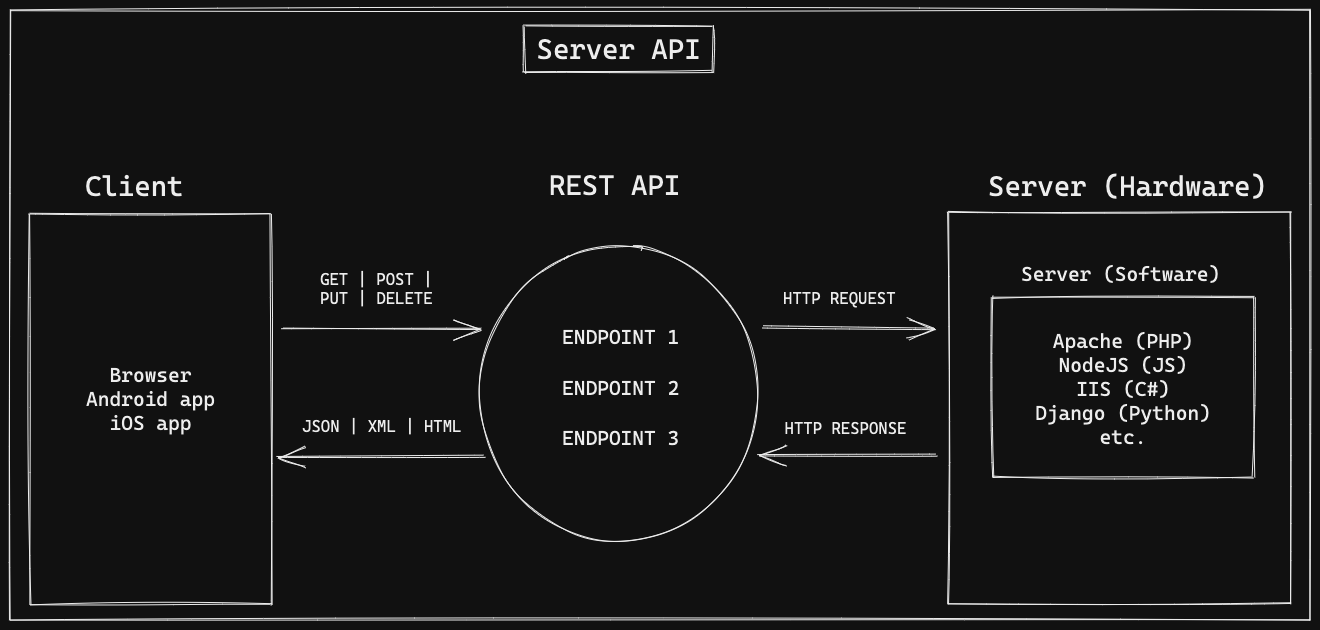 Server API
Client
REST API
Server (Hardware)
GET | POST |
PUT | DELETE
HTTP REQUEST
Server (Software)
Browser
Android app
iOS app
ENDPOINT 1
ENDPOINT 2
ENDPOINT 3
Apache (PHP)
NodeJS (JS)
IIS (C#)
Django (Python)
etc.
JSON | XML | HTML
HTTP RESPONSE